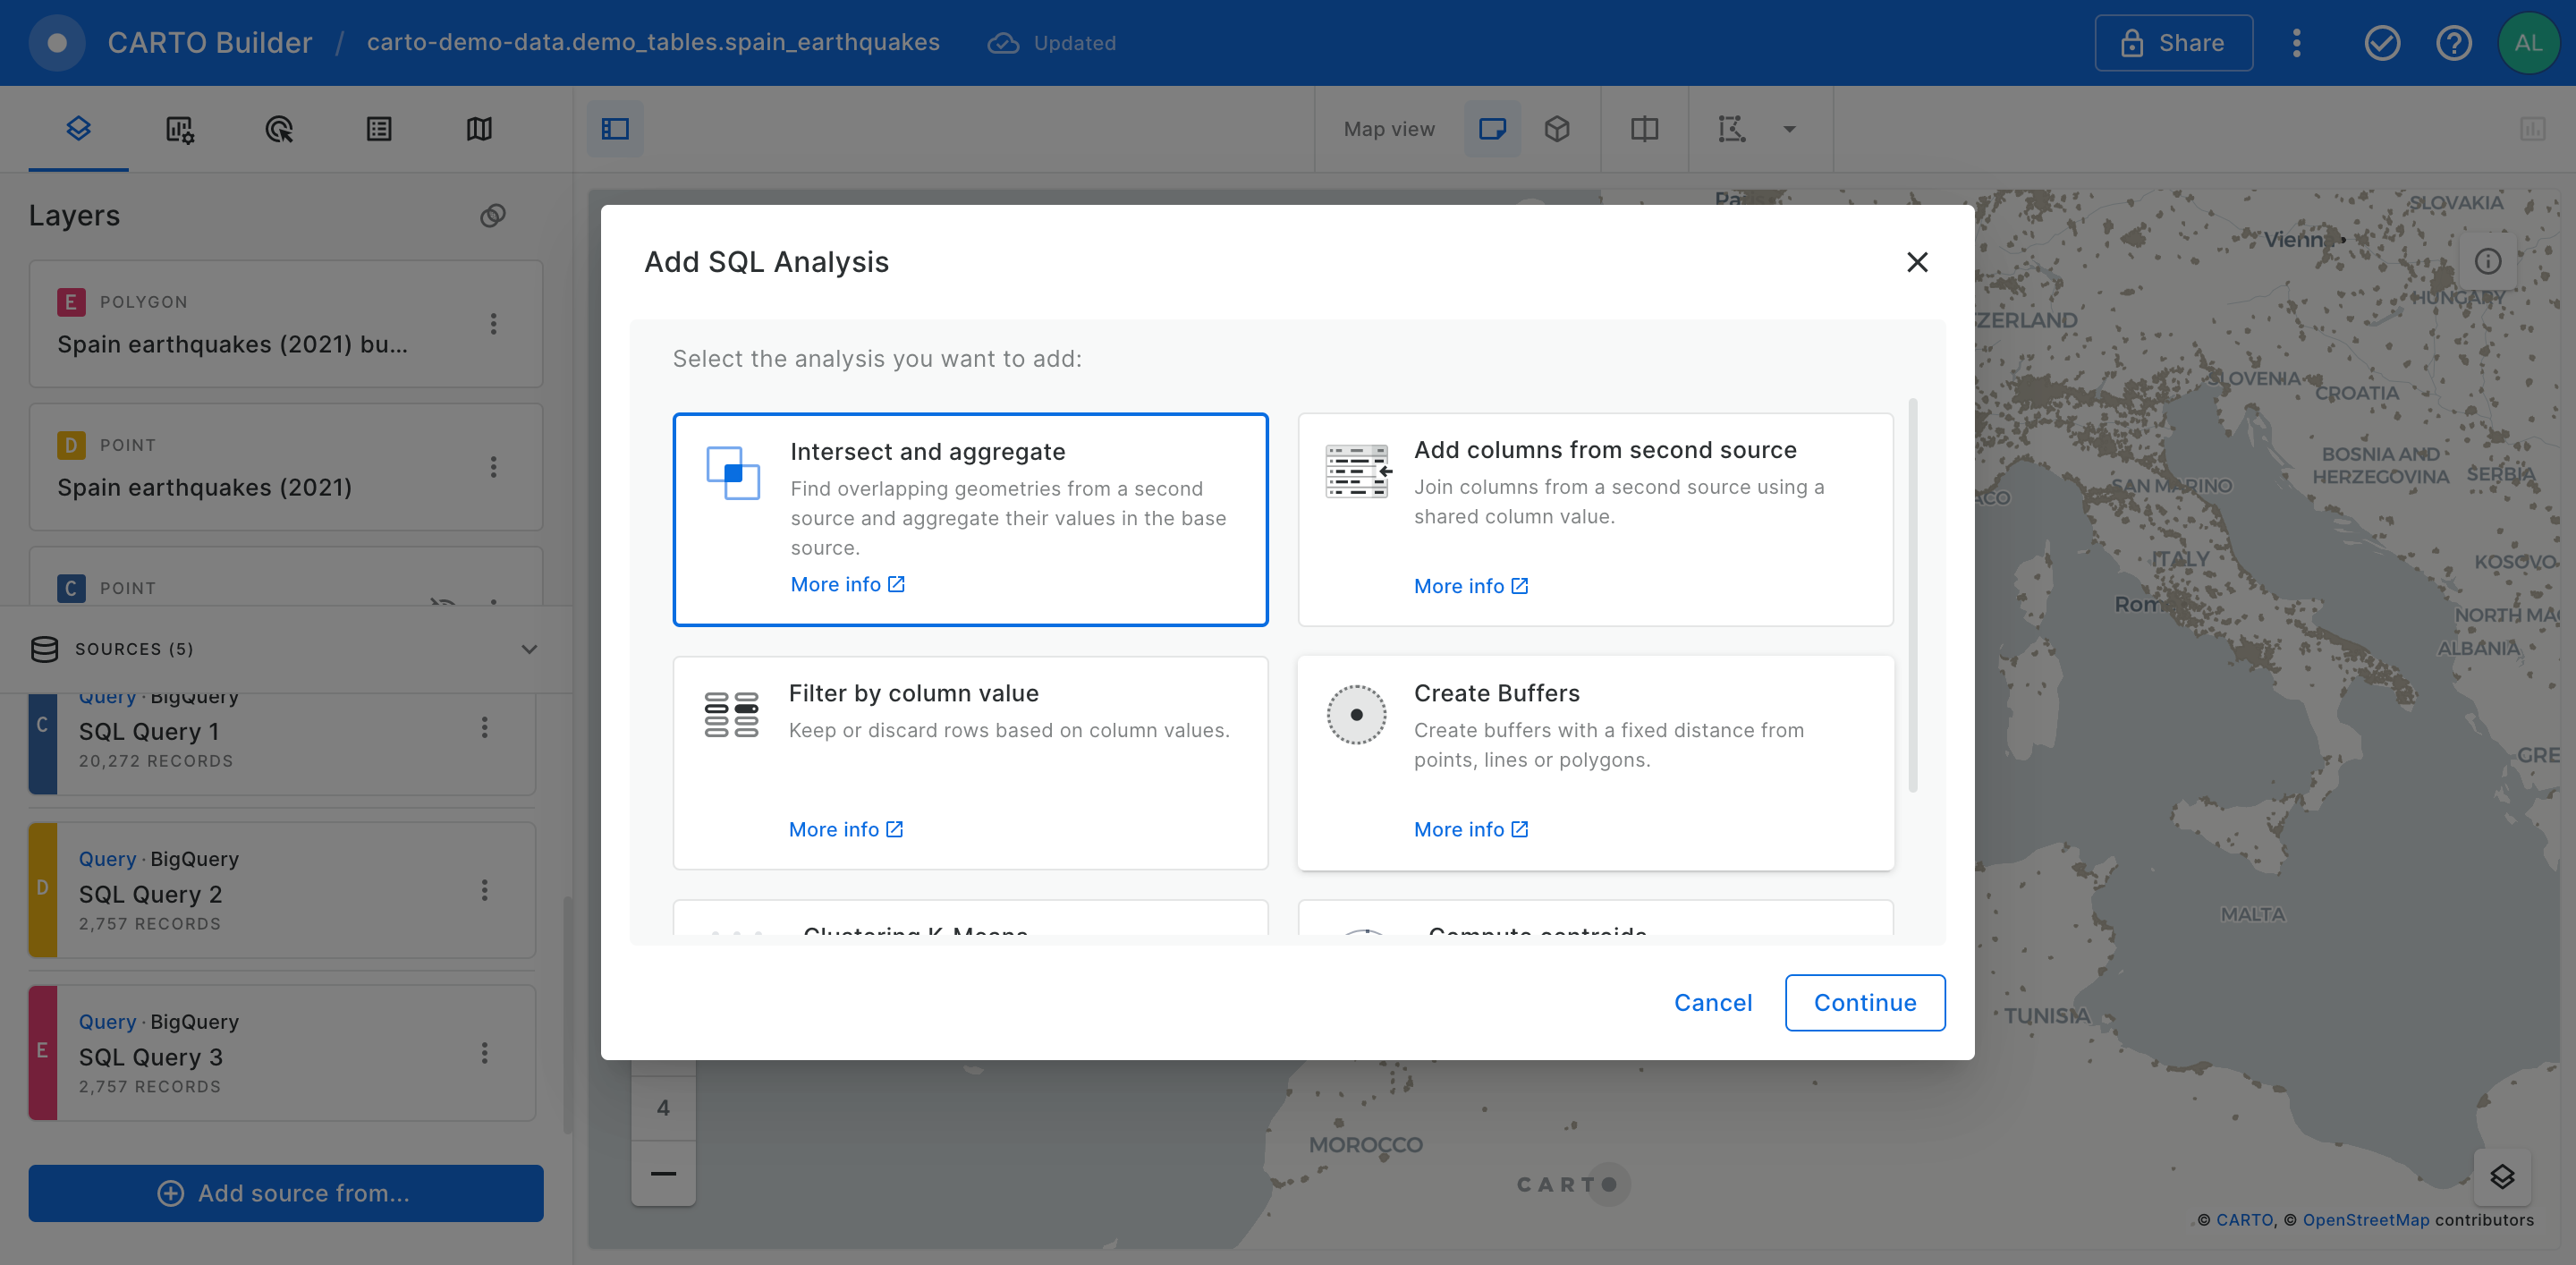 CARTO Builder / carto-demo-data.demo_tables.spain_earthquakes Updated
Share
AL
Map view
Layers
E POLYGON
Spain earthquakes (2021) bu...
D POINT
Spain earthquakes (2021)
C POINT
SOURCES (5)
C
Query · BigQuery
SQL Query 1
20,272 RECORDS
D
Query · BigQuery
SQL Query 2
2,757 RECORDS
E
Query · BigQuery
SQL Query 3
2,757 RECORDS
Add source from...
Add SQL Analysis
Select the analysis you want to add:
Intersect and aggregate
Find overlapping geometries from a second
source and aggregate their values in the base
source.
More info
Add columns from second source
Join columns from a second source using a
shared column value.
More info
Filter by column value
Keep or discard rows based on column values.
More info
Create Buffers
Create buffers with a fixed distance from
points, lines or polygons.
More info
Clustering K-Means
Compute centroids
Cancel
Continue
SLOVAKIA
Vienna
HUNGARY
SLOVENIA
CROATIA
BOSNIA AND
HERZEGOVINA
SERBIA
SAN MARINO
ITALY
KOSOVO
Rome
ALBANIA
MALTA
TUNISIA
MOROCCO
4
CARTO
© CARTO, © OpenStreetMap contributors